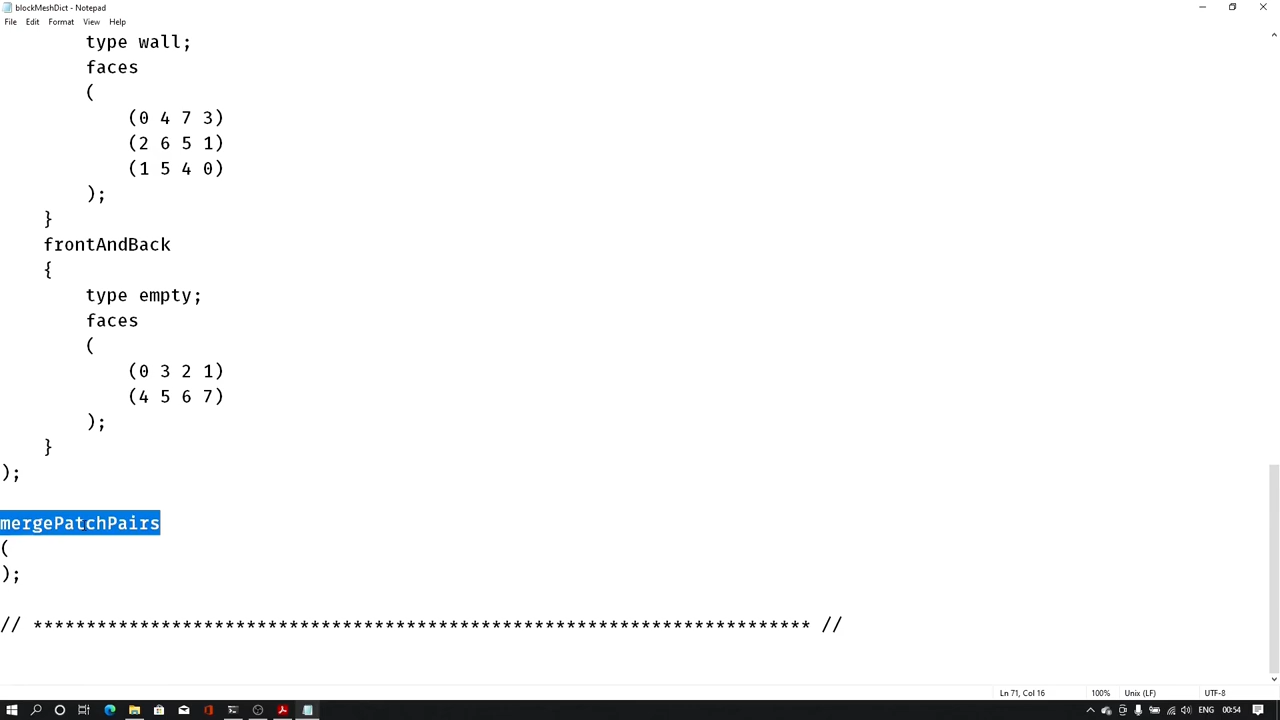 blockMeshDict - Notepad
File Edit Format View Help
type wall;
faces
(
(0 4 7 3)
(2 6 5 1)
(1 5 4 0)
);
}
frontAndBack
{
type empty;
faces
(
(0 3 2 1)
(4 5 6 7)
);
}
);
mergePatchPairs
(
);
// ************************************************************************* //
Ln 71, Col 16 100% Unix (LF) UTF-8
ENG 00:54